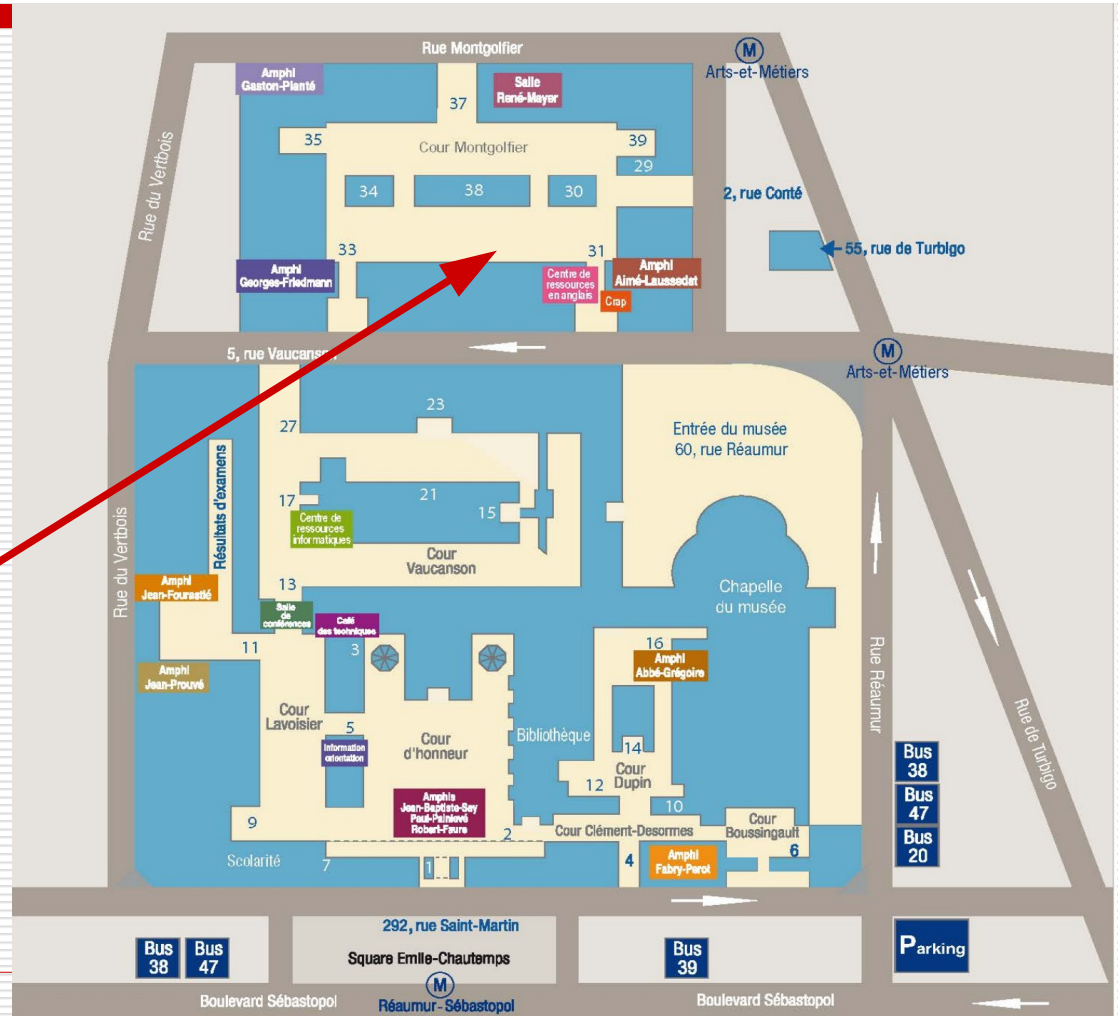 Rue Montgolfier
M
Arts-et-Métiers
Amphi
Gaston-Planté
Salle
René-Mayer
37
35
Cour Montgolfier
39
29
34
38
30
2, rue Conté
Rue du Vertbois
55, rue de Turbigo
33
31
Amphi
Georges-Friedmann
Centre de
ressources
en anglais
Amphi
Aimé-Laussedat
Crap
5, rue Vaucanson
M
Arts-et-Métiers
23
27
Entrée du musée
60, rue Réaumur
Résultats d'examens
21
17
15
Centre de
ressources
informatiques
Cour
Vaucanson
Rue du Vertbois
13
Chapelle
du musée
Amphi
Jean-Fourastié
Salle
de
conférences
Café
des techniques
3
11
16
Amphi
Abbé-Grégoire
Amphi
Jean-Prouvé
Cour
Lavoisier
5
Information
orientation
Cour
d'honneur
Bibliothèque
14
Cour
Dupin
12
10
Rue Réaumur
Rue de Turbigo
Bus
38
Bus
47
Bus
20
Amphis
Jean-Baptiste-Say
Paul-Painlevé
Robert-Faure
9
2
Cour Clément-Desormes
Cour
Boussingault
Scolarité
7
1
4
Amphi
Fabry-Perot
6
292, rue Saint-Martin
Square Emile-Chautemps
Bus
38
Bus
47
Bus
39
Parking
M
Réaumur-Sébastopol
Boulevard Sébastopol
Boulevard Sébastopol